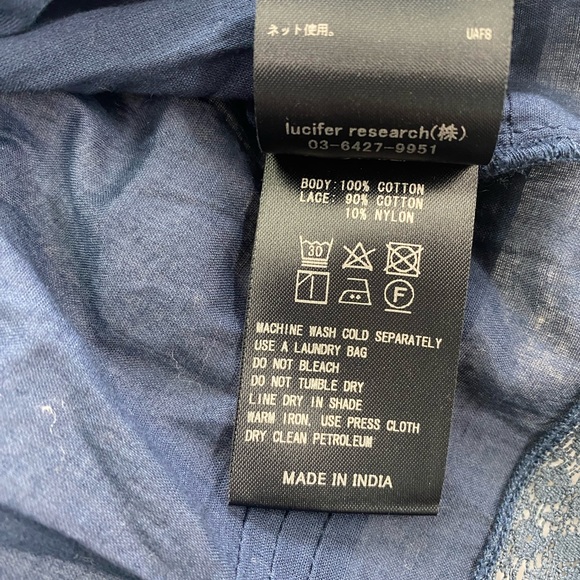 ネット使用。
UAFS
lucifer research(株)
03-6427-9951
BODY:100% COTTON
LACE: 90% COTTON
10% NYLON
30
F
MACHINE WASH COLD SEPARATELY
USE A LAUNDRY BAG
DO NOT BLEACH
DO NOT TUMBLE DRY
LINE DRY IN SHADE
WARM IRON, USE PRESS CLOTH
DRY CLEAN PETROLEUM
MADE IN INDIA